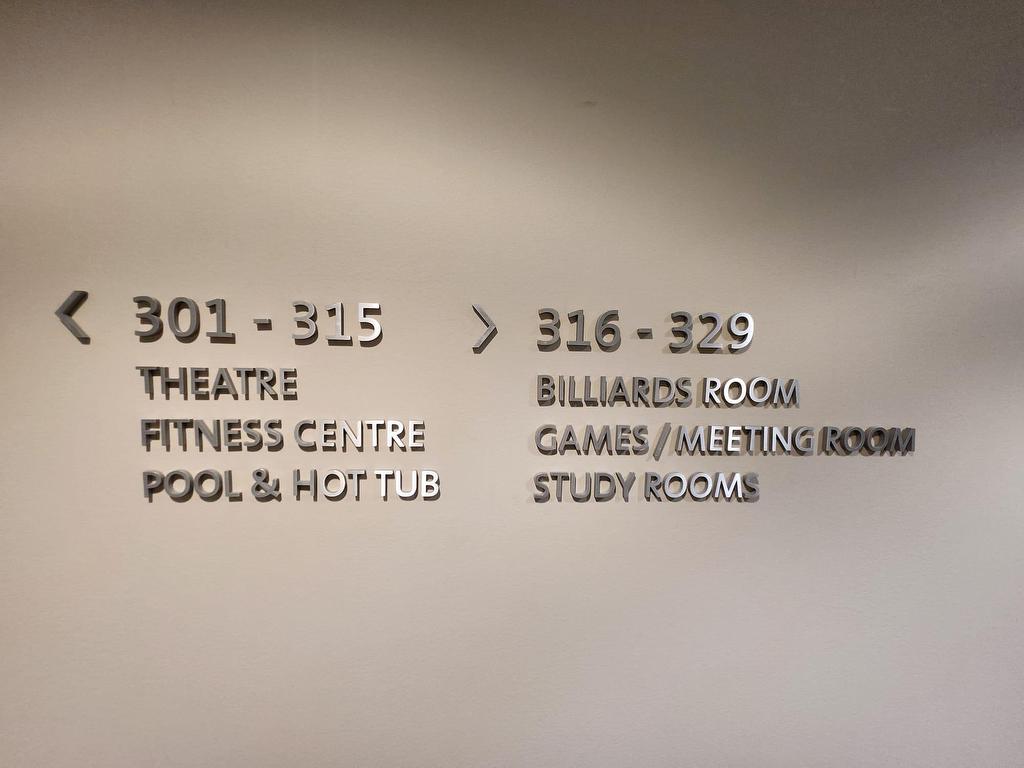 < 301 - 315
THEATRE
FITNESS CENTRE
POOL & HOT TUB
> 316 - 329
BILLIARDS ROOM
GAMES / MEETING ROOM
STUDY ROOMS